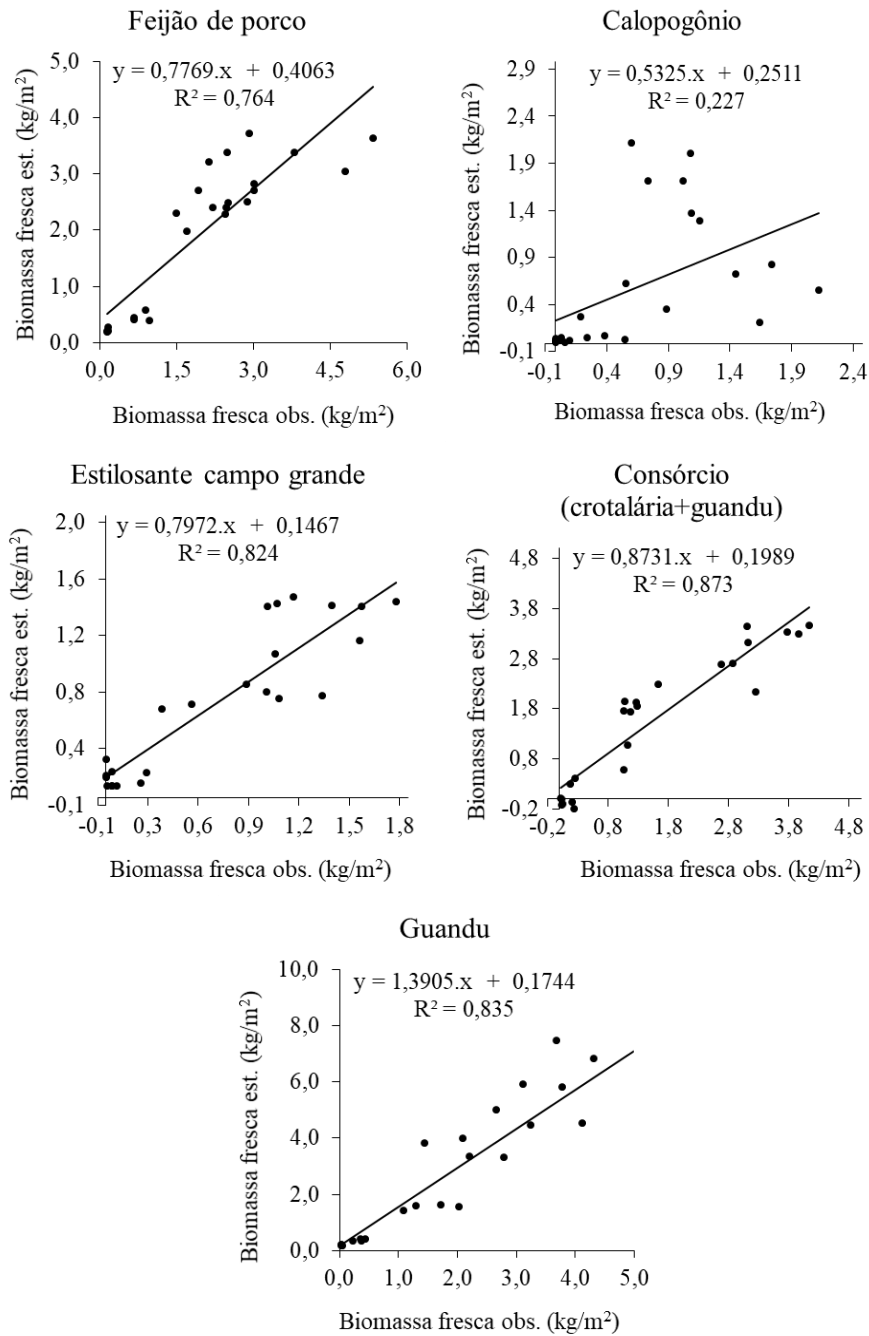 Feijão de porco
Biomassa fresca est. (kg/m²)
5,0
4,0
3,0
2,0
1,0
0,0
y = 0,7769.x + 0,4063
R² = 0,764
0,0 1,5 3,0 4,5 6,0
Biomassa fresca obs. (kg/m²)
Calopogônio
Biomassa fresca est. (kg/m²)
2,9
2,4
1,9
1,4
0,9
0,4
-0,1
y = 0,5325.x + 0,2511
R² = 0,227
-0,1 0,4 0,9 1,4 1,9 2,4
Biomassa fresca obs. (kg/m²)
Estilosante campo grande
Biomassa fresca est. (kg/m²)
2,0
1,6
1,2
0,8
0,4
-0,1
y = 0,7972.x + 0,1467
R² = 0,824
-0,1 0,3 0,9 1,2 1,5 1,8
Biomassa fresca obs. (kg/m²)
Consórcio
(crotalária+guandu)
Biomassa fresca est. (kg/m²)
4,8
3,8
2,8
1,8
0,8
-0,2
y = 0,8731.x + 0,1989
R² = 0,873
-0,2 0,8 1,8 2,8 3,8 4,8
Biomassa fresca obs. (kg/m²)
Guandu
Biomassa fresca est. (kg/m²)
10,0
8,0
6,0
4,0
2,0
0,0
y = 1,3905.x + 0,1744
R² = 0,835
0,0 1,0 2,0 3,0 4,0 5,0
Biomassa fresca obs. (kg/m²)